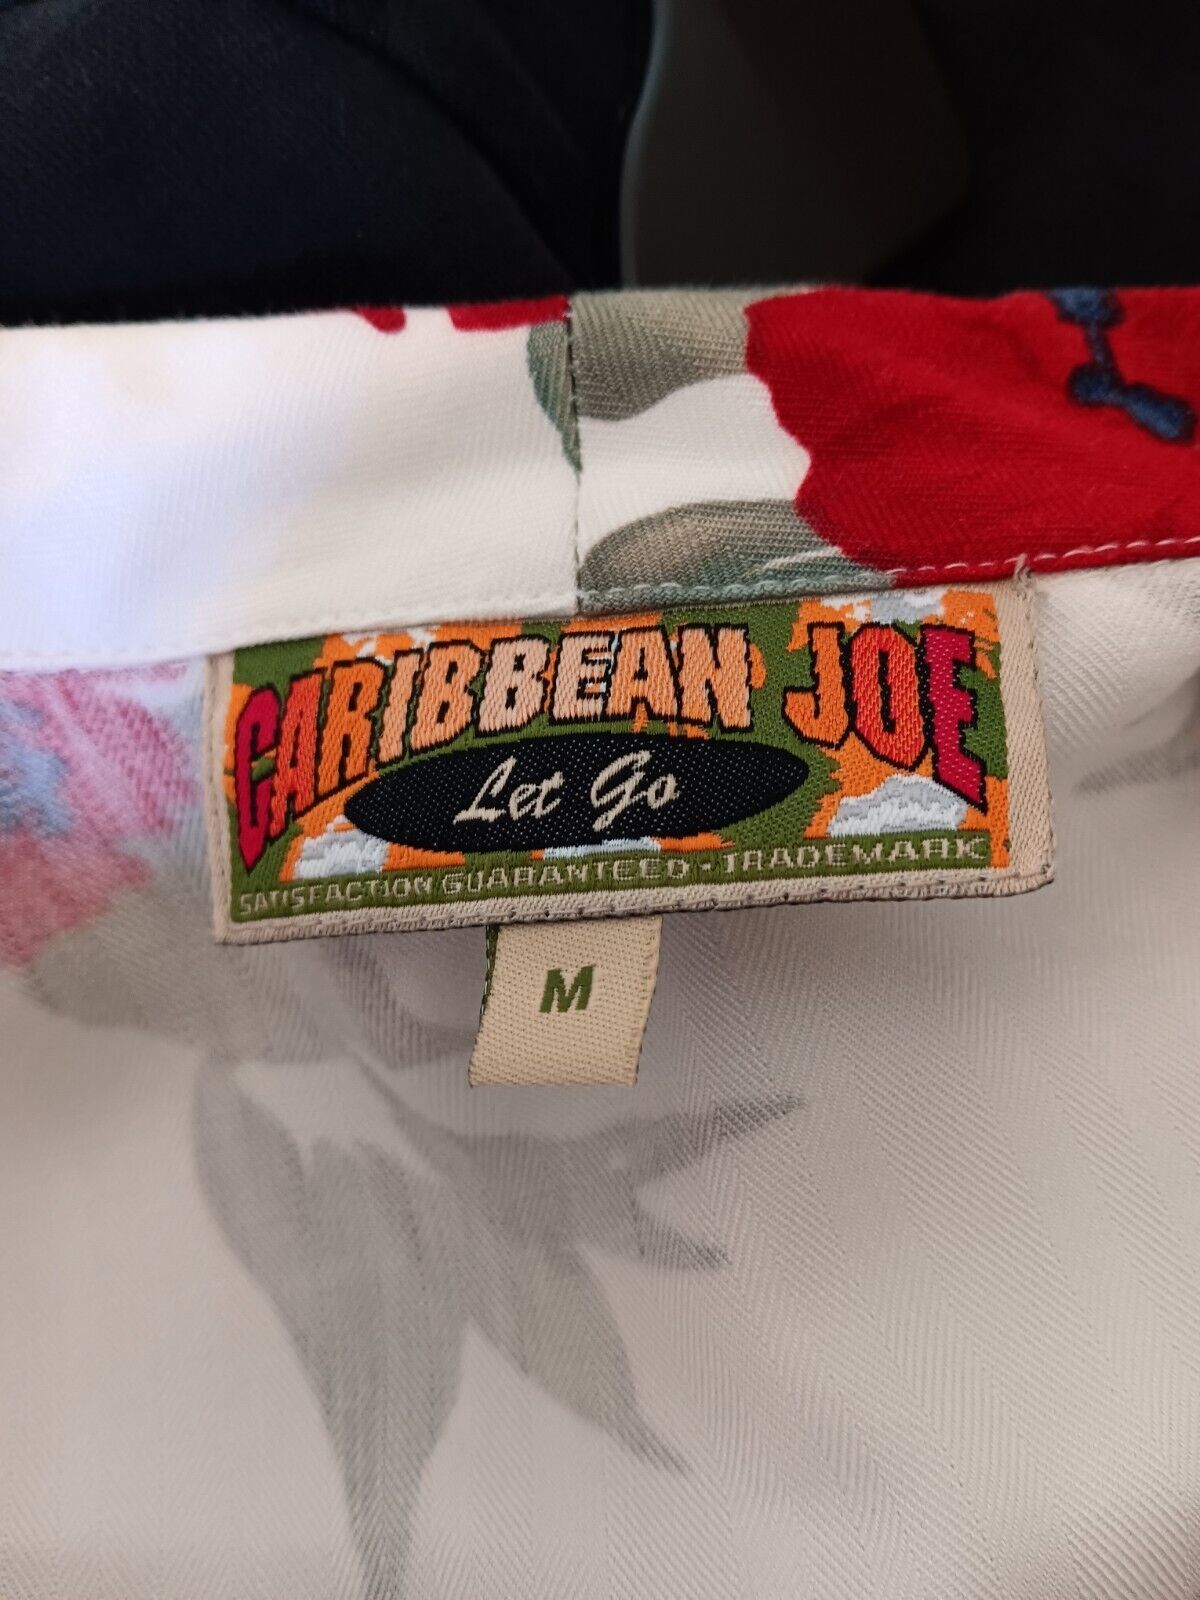 CARIBBEAN JOE
Let Go
SATISFACTION GUARANTEED - TRADEMARK
M